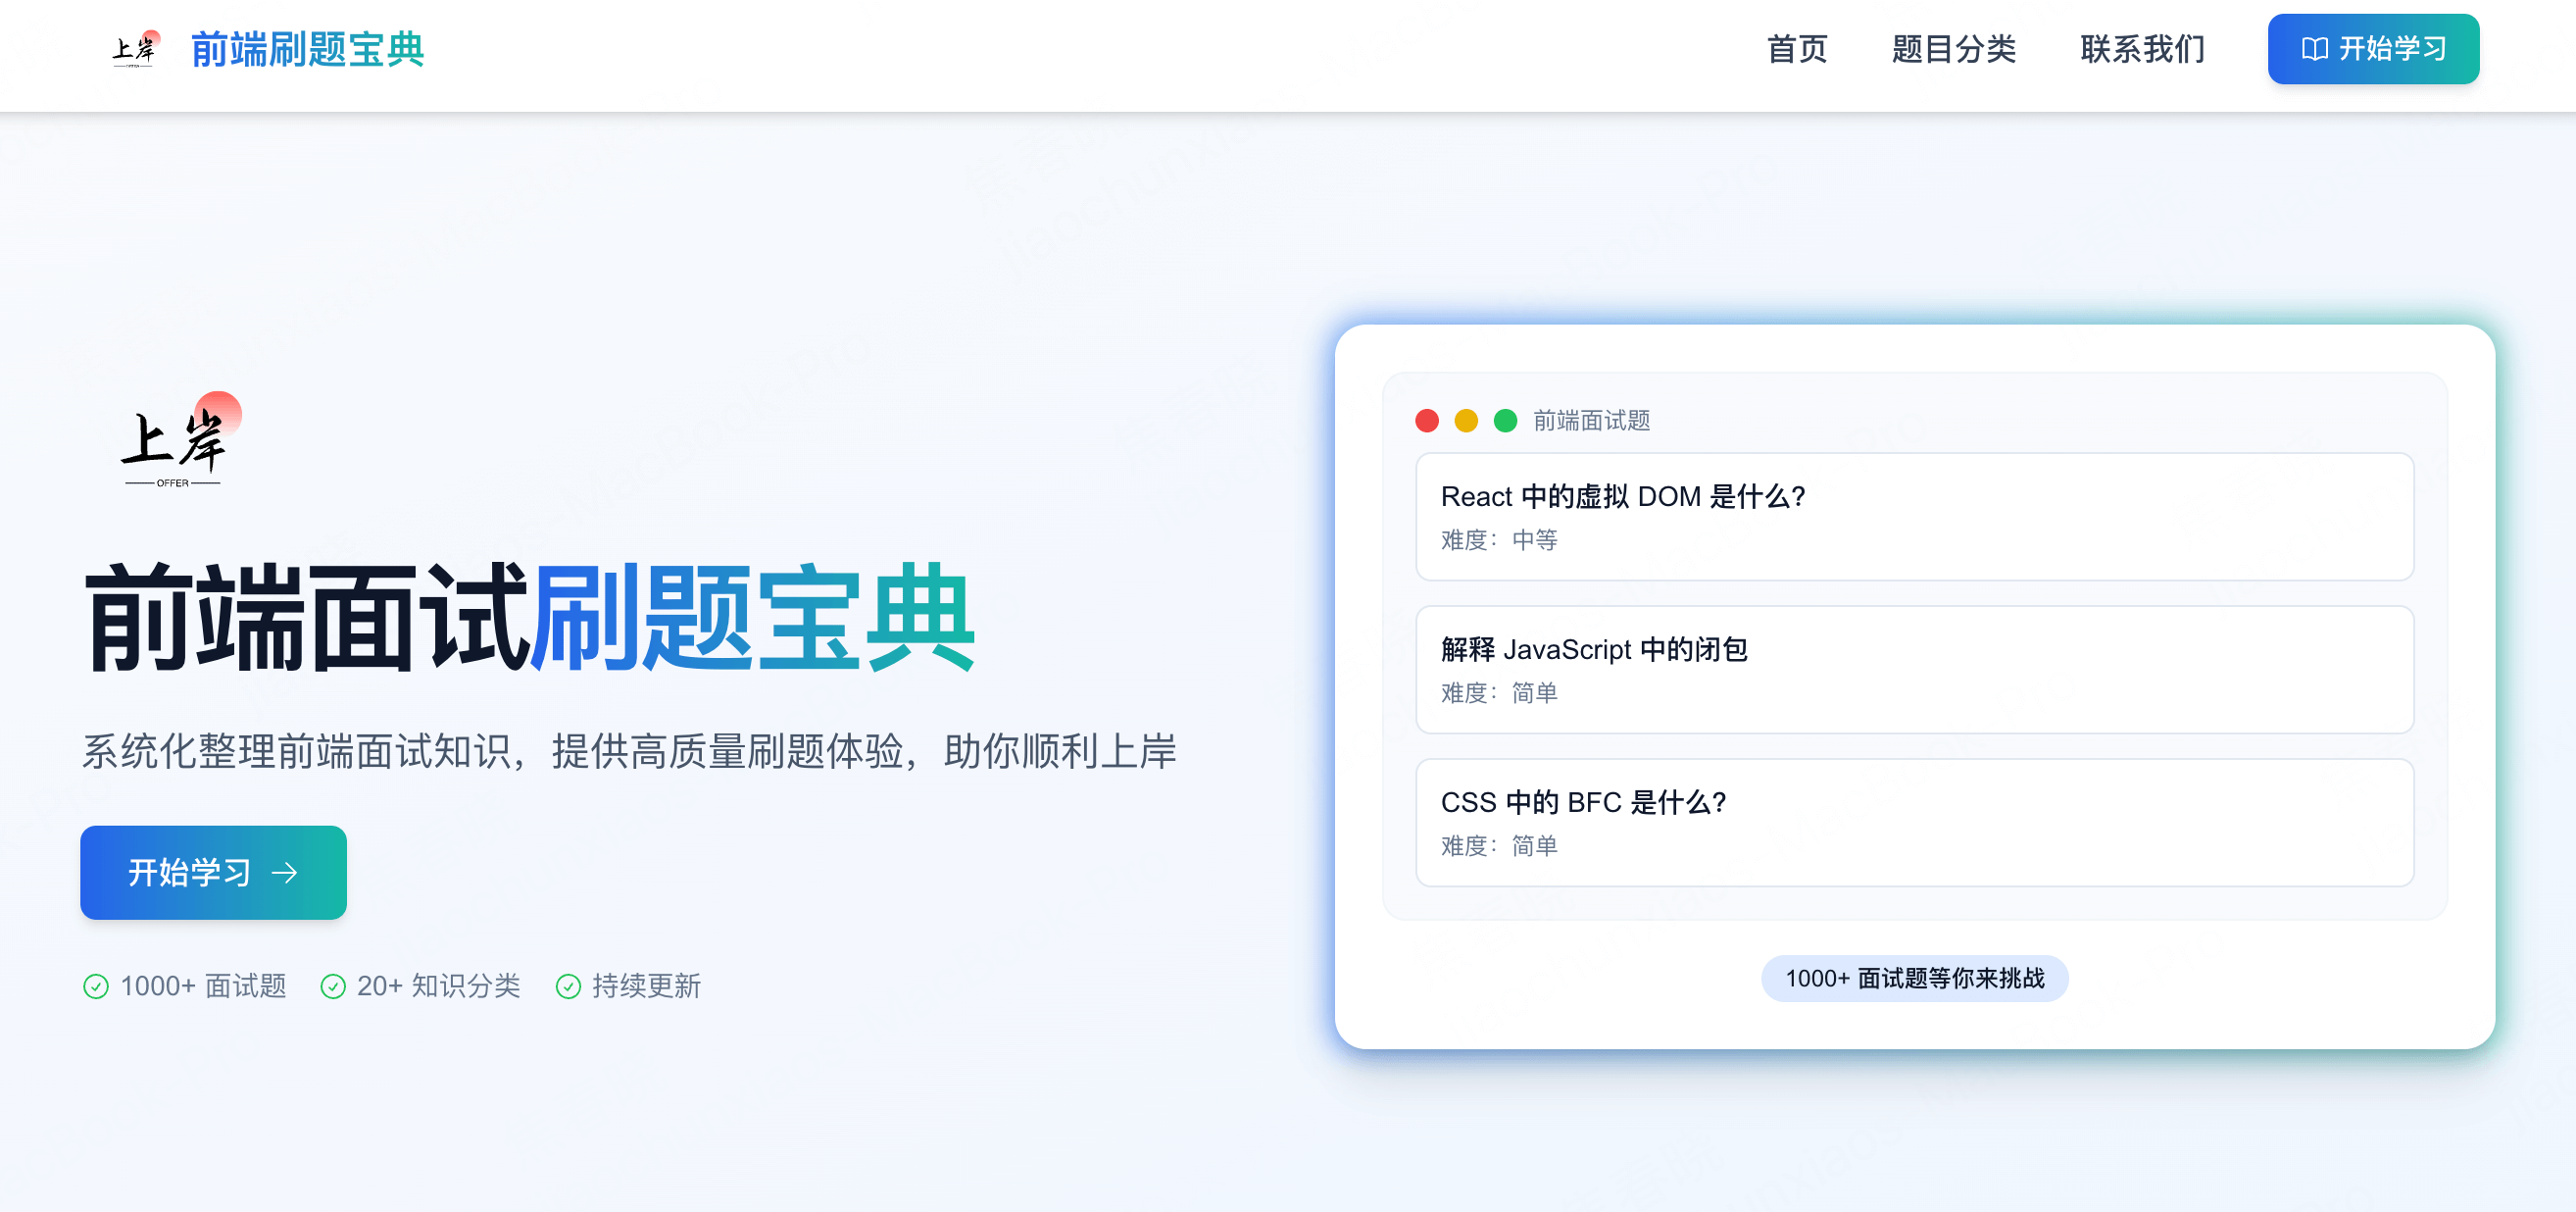 上岸
OFFER
前端刷题宝典
首页
题目分类
联系我们
开始学习
上岸
OFFER
前端面试刷题宝典
系统化整理前端面试知识，提供高质量刷题体验，助你顺利上岸
开始学习
1000+ 面试题
20+ 知识分类
持续更新
前端面试题
React 中的虚拟 DOM 是什么?
难度：中等
解释 JavaScript 中的闭包
难度：简单
CSS 中的 BFC 是什么?
难度：简单
1000+ 面试题等你来挑战